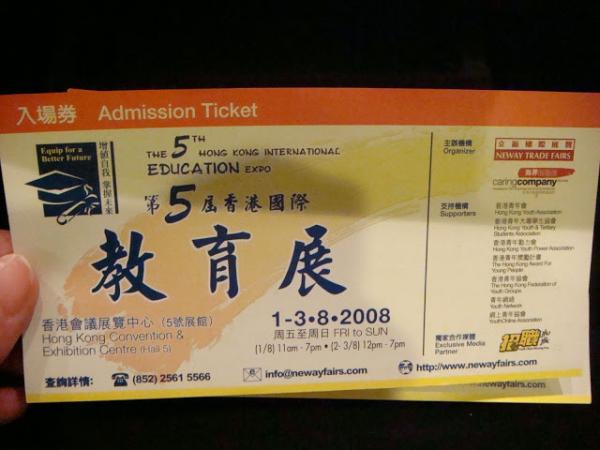 入場券 Admission Ticket
Equip for a
Better Future
增值自我 掌握未來
THE 5TH HONG KONG INTERNATIONAL
EDUCATION EXPO
第5屆香港國際
教育展
香港會議展覽中心 (5號展館)
Hong Kong Convention &
Exhibition Centre (Hall 5)
1-3•8•2008
周五至周日 FRI to SUN
(1/8) 11am - 7pm • (2- 3/8) 12pm - 7pm
查詢詳情: (852) 2561 5566
info@newayfairs.com
http://www.newayfairs.com
主辦機構
Organizer
NEWAY TRADE FAIRS
caringcompany
支持機構
Supporters
香港青年會
Hong Kong Youth Association
香港青年大專學生協會
Hong Kong Youth & Tertiary
Students Association
香港青年動力會
Hong Kong Youth Power Association
香港青年獎勵計劃
The Hong Kong Award For
Young People
香港青年協會
The Hong Kong Federation of
Youth Groups
青年網絡
Youth Network
網上青年協會
YouthOnline Association
獨家合作媒體
Exclusive Media
Partner
招職